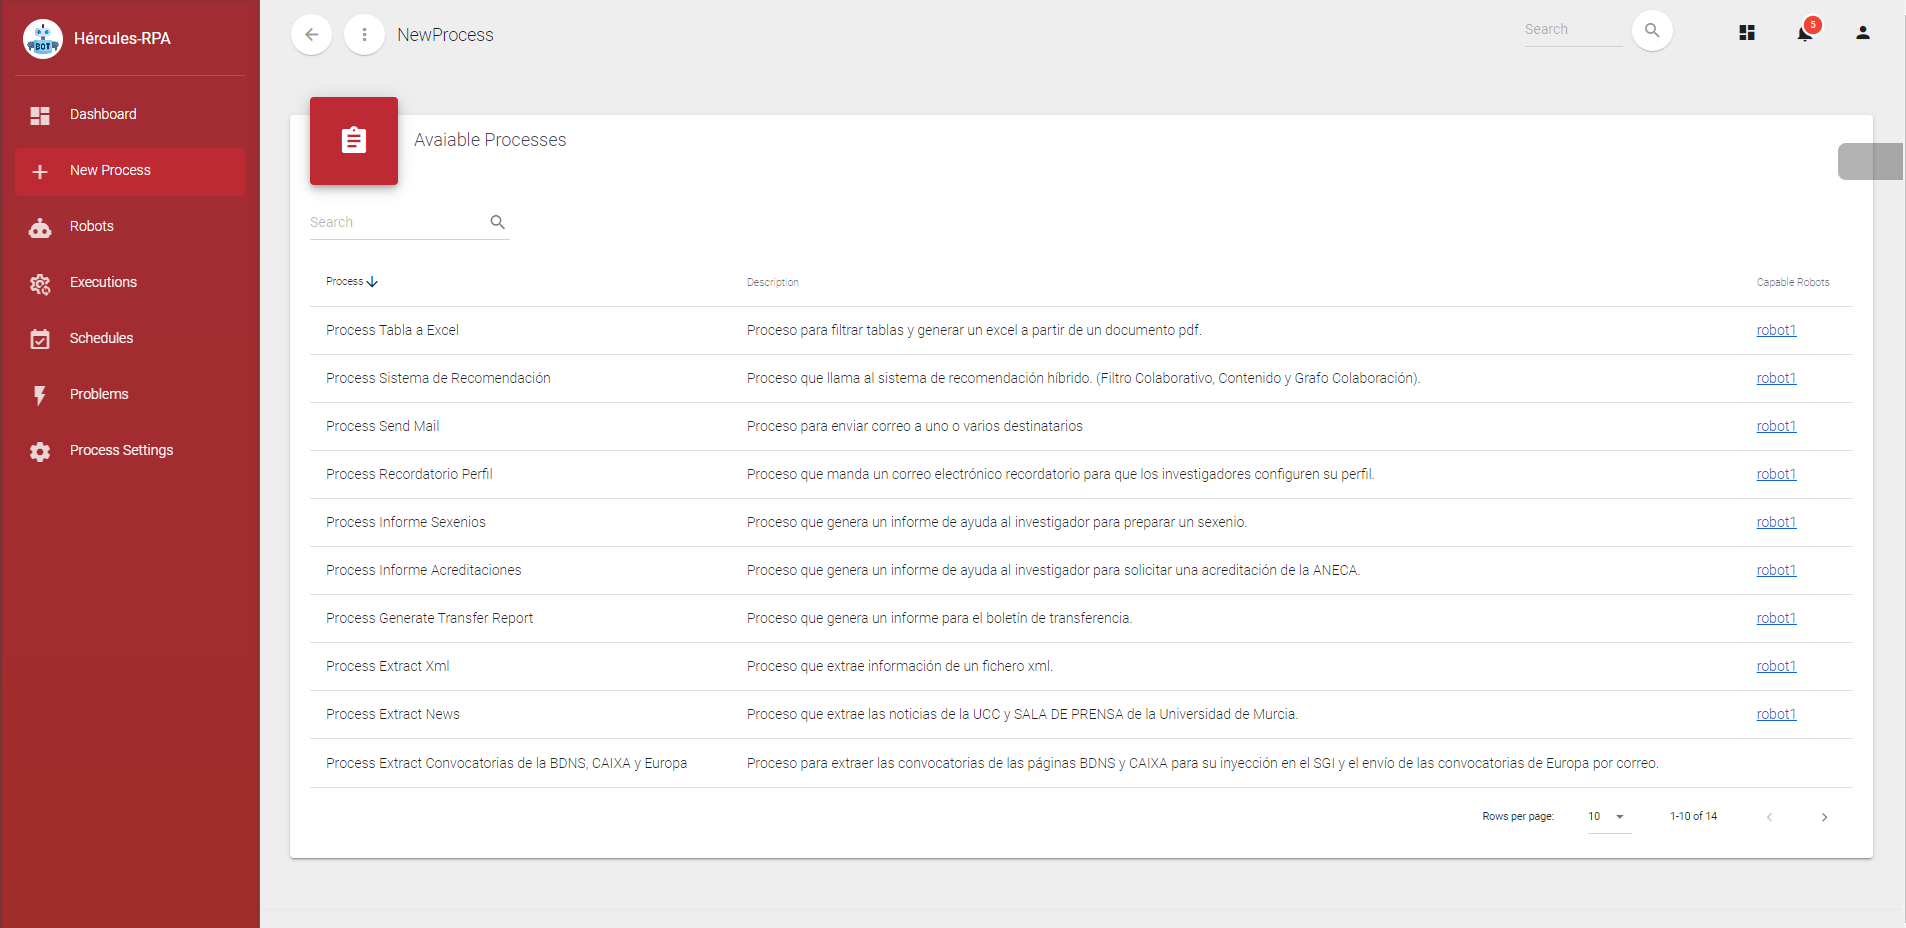 BOT
Hércules-RPA
Dashboard
New Process
Robots
Executions
Schedules
Problems
Process Settings
NewProcess
Search
5
Avaiable Processes
Search
Process Description Capable Robots
Process Tabla a Excel Proceso para filtrar tablas y generar un excel a partir de un documento pdf. robot1
Process Sistema de Recomendación Proceso que llama al sistema de recomendación híbrido. (Filtro Colaborativo, Contenido y Grafo Colaboración). robot1
Process Send Mail Proceso para enviar correo a uno o varios destinatarios robot1
Process Recordatorio Perfil Proceso que manda un correo electrónico recordatorio para que los investigadores configuren su perfil. robot1
Process Informe Sexenios Proceso que genera un informe de ayuda al investigador para preparar un sexenio. robot1
Process Informe Acreditaciones Proceso que genera un informe de ayuda al investigador para solicitar una acreditación de la ANECA. robot1
Process Generate Transfer Report Proceso que genera un informe para el boletín de transferencia. robot1
Process Extract Xml Proceso que extrae información de un fichero xml. robot1
Process Extract News Proceso que extrae las noticias de la UCC y SALA DE PRENSA de la Universidad de Murcia. robot1
Process Extract Convocatorias de la BDNS, CAIXA y Europa Proceso para extraer las convocatorias de las páginas BDNS y CAIXA para su inyección en el SGI y el envío de las convocatorias de Europa por correo.
Rows per page: 10 1-10 of 14